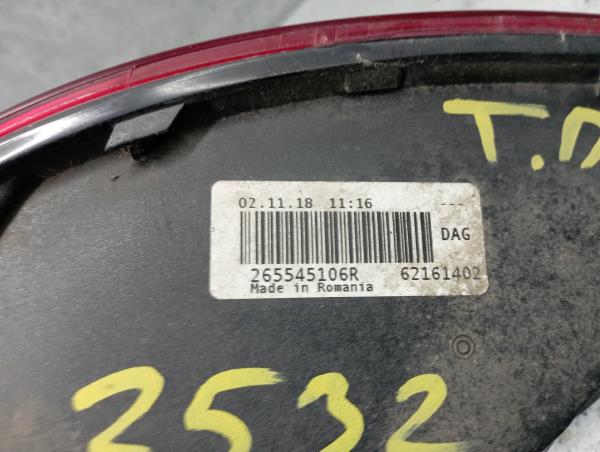 T.D
02.11.18 11:16 ---
DAG
265545106R 62161402
Made in Romania
2532